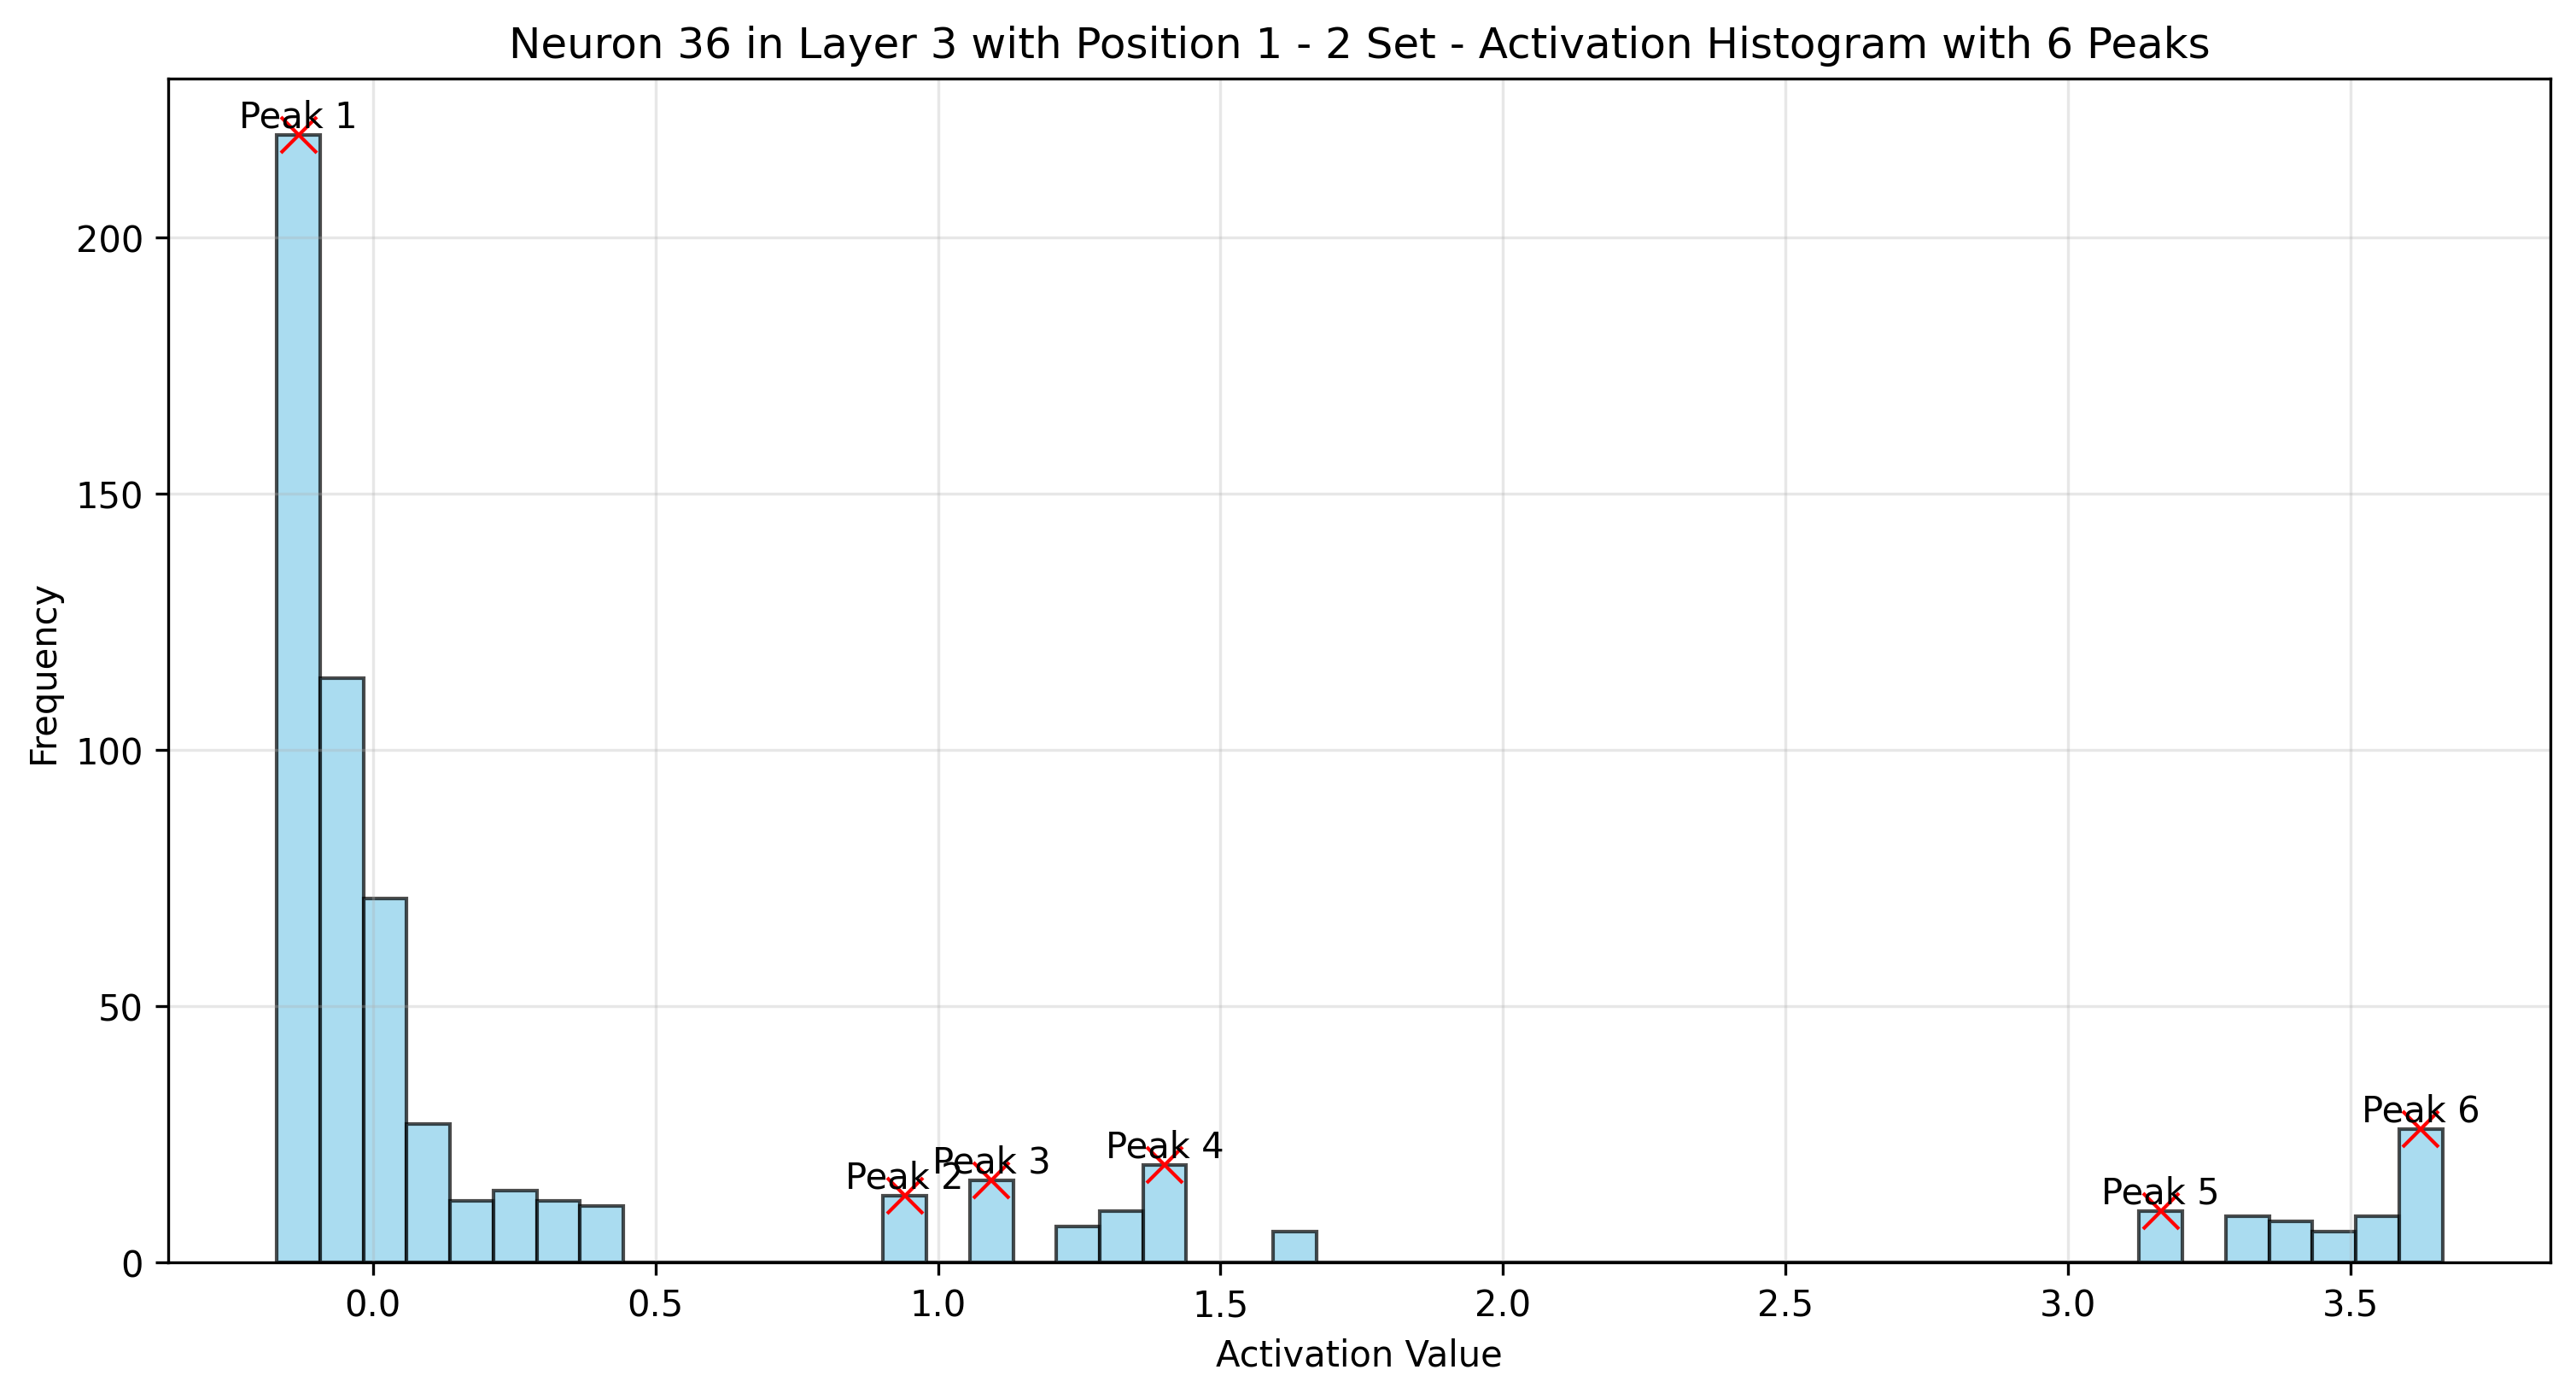 Neuron 36 in Layer 3 with Position 1 - 2 Set - Activation Histogram with 6 Peaks
Peak 1
Peak 2
Peak 3
Peak 4
Peak 5
Peak 6
Frequency
200
150
100
50
0
0.0 0.5 1.0 1.5 2.0 2.5 3.0 3.5
Activation Value